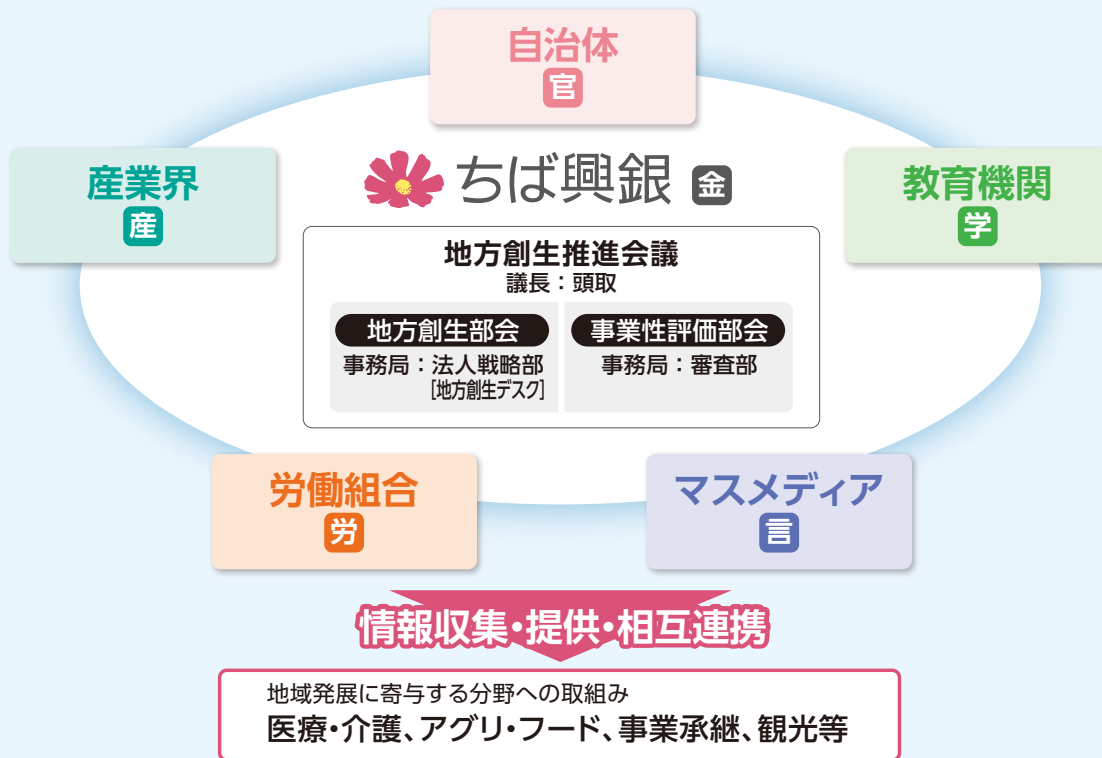 自治体
官
産業界
産
ちば興銀 金
教育機関
学
地方創生推進会議
議長：頭取
地方創生部会
事務局：法人戦略部
[地方創生デスク]
事業性評価部会
事務局：審査部
労働組合
労
マスメディア
言
情報収集・提供・相互連携
地域発展に寄与する分野への取組み
医療・介護、アグリ・フード、事業承継、観光等